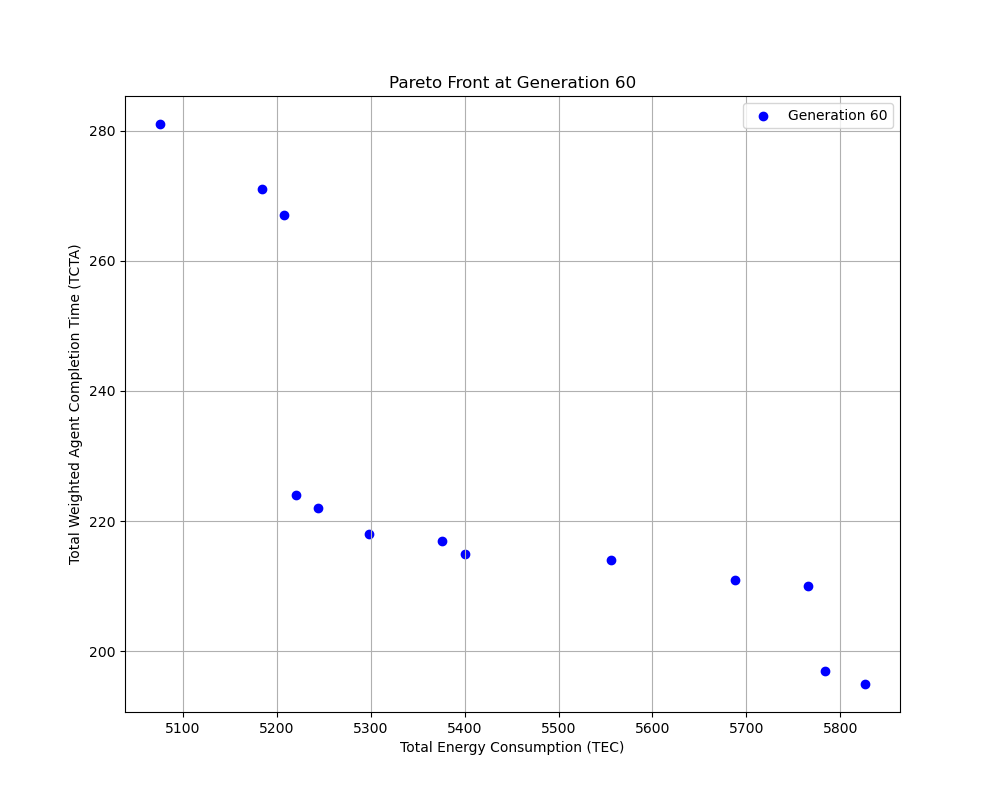 Pareto Front at Generation 60
Generation 60
280
260
240
220
200
Total Weighted Agent Completion Time (TCTA)
5100 5200 5300 5400 5500 5600 5700 5800
Total Energy Consumption (TEC)